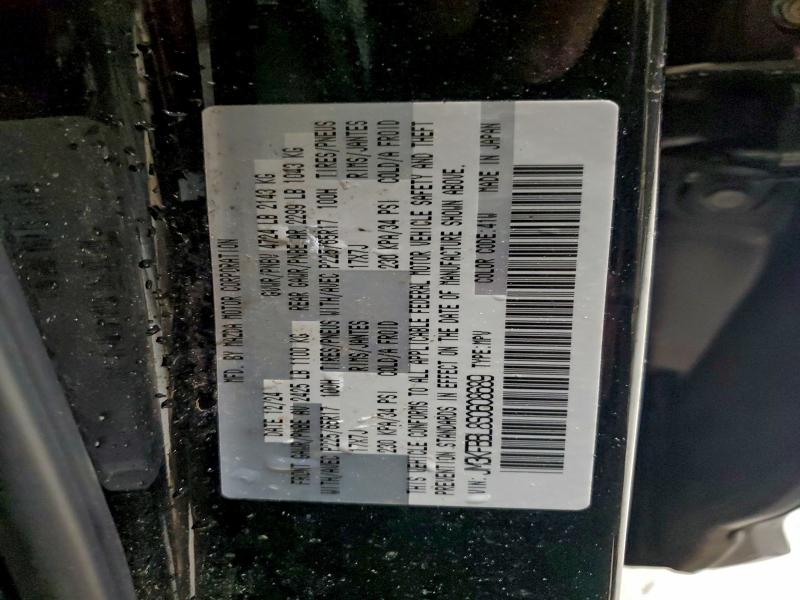 MFD. BY MAZDA MOTOR CORPORATION
DATE 12/24 GVWR/PNBV 4724 LB 2143 KG
FRONT GAWR/PNBE AV 2425 LB 1100 KG REAR GAWR/PNBE AR 2299 LB 1043 KG
WITH/AVEC P225/65R17 100H TIRES/PNEUS WITH/AVEC P225/65R17 100H TIRES/PNEUS
17X7J RIMS/JANTES 17X7J RIMS/JANTES
230 KPA/34 PSI COLD/A FROID 230 KPA/34 PSI COLD/A FROID
THIS VEHICLE CONFORMS TO ALL APPLICABLE FEDERAL MOTOR VEHICLE SAFETY AND THEFT
PREVENTION STANDARDS IN EFFECT ON THE DATE OF MANUFACTURE SHOWN ABOVE.
VIN: TYPE:MPV COLOR CODE:41W MADE IN JAPAN